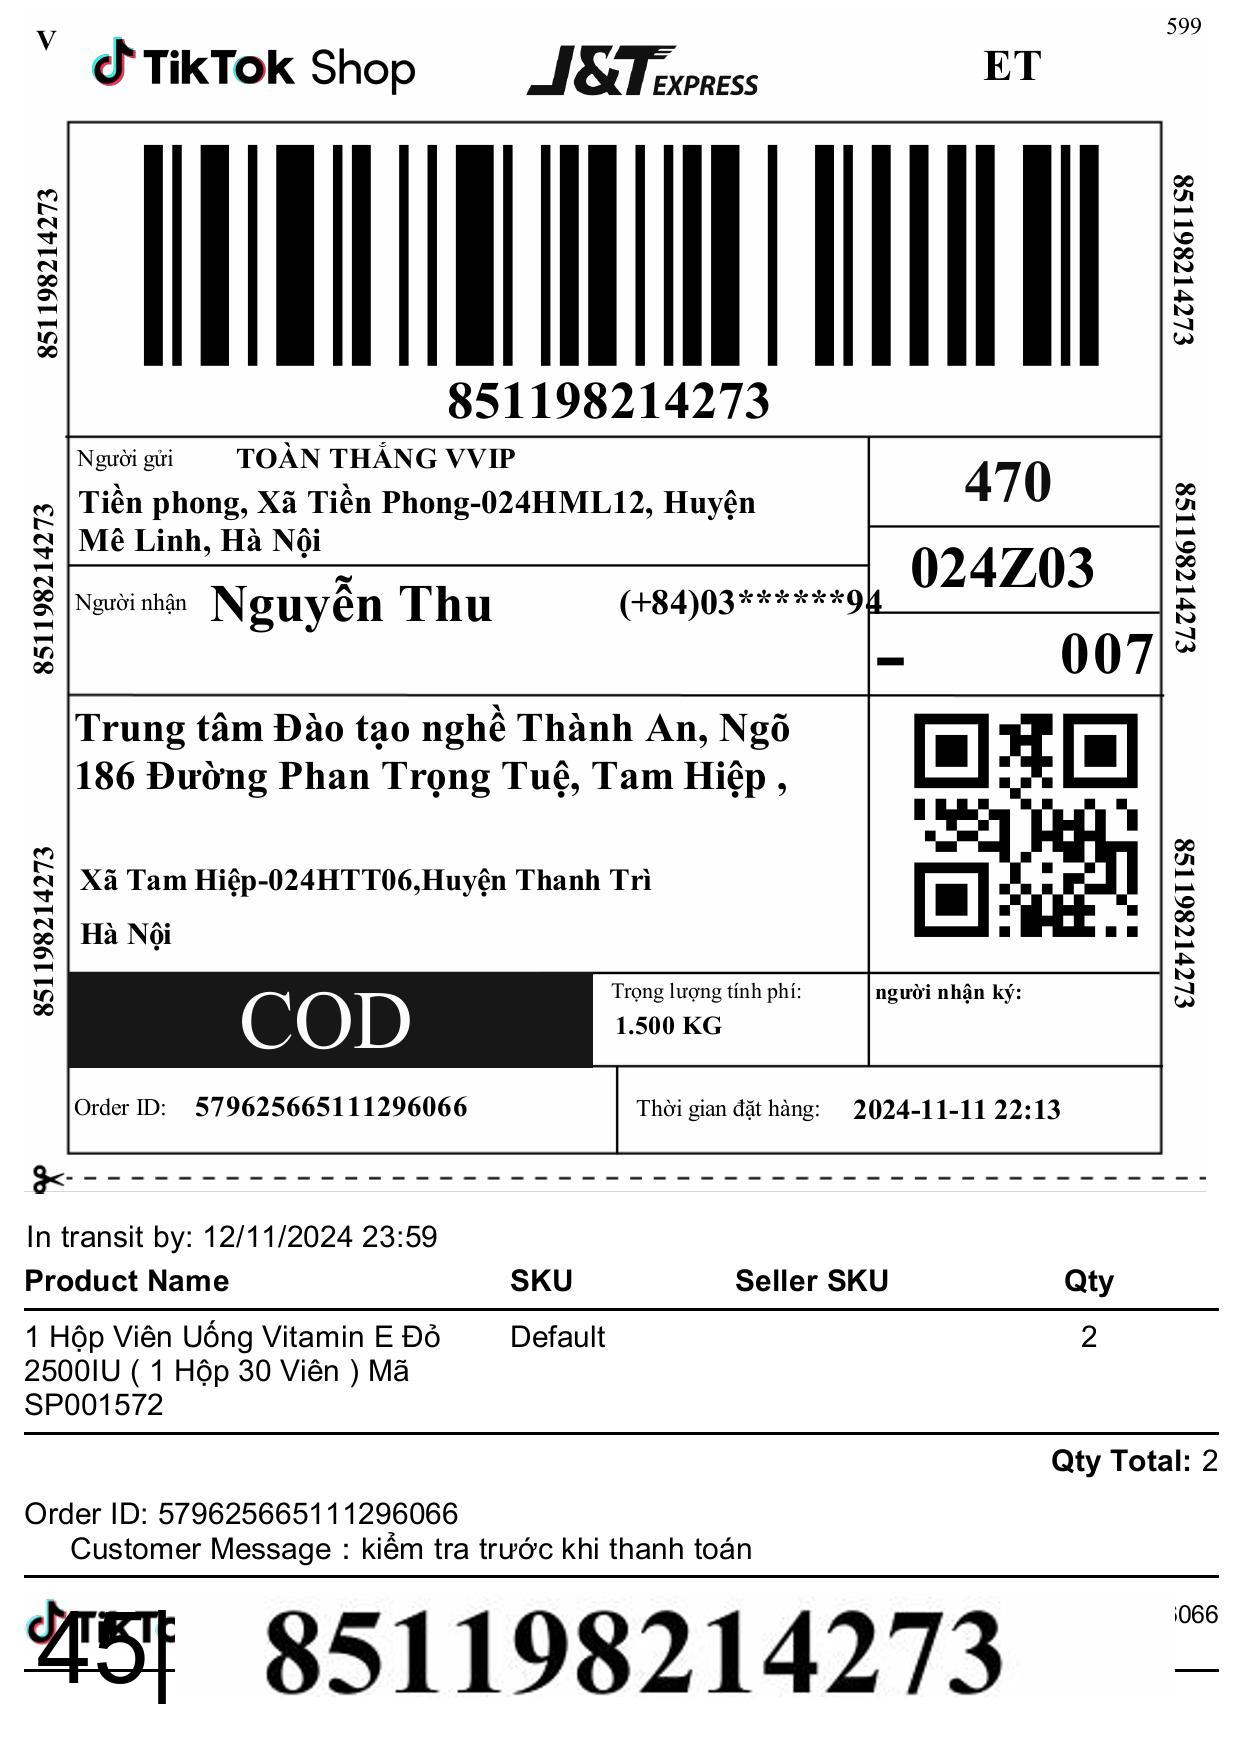 V
599
TikTok Shop
J&T EXPRESS
ET
851198214273
851198214273
851198214273
Người gửi TOÀN THẮNG VVIP
Tiền phong, Xã Tiền Phong-024HML12, Huyện
Mê Linh, Hà Nội
470
024Z03
- 007
851198214273
851198214273
Người nhận Nguyễn Thu (+84)03******94
Trung tâm Đào tạo nghề Thành An, Ngõ
186 Đường Phan Trọng Tuệ, Tam Hiệp ,
Xã Tam Hiệp-024HTT06,Huyện Thanh Trì
Hà Nội
851198214273
851198214273
COD
Trọng lượng tính phí:
1.500 KG
người nhận ký:
Order ID: 579625665111296066
Thời gian đặt hàng: 2024-11-11 22:13
In transit by: 12/11/2024 23:59
Product Name SKU Seller SKU Qty
1 Hộp Viên Uống Vitamin E Đỏ Default 2
2500IU ( 1 Hộp 30 Viên ) Mã
SP001572
Qty Total: 2
Order ID: 579625665111296066
Customer Message : kiểm tra trước khi thanh toán
45|
851198214273
6066